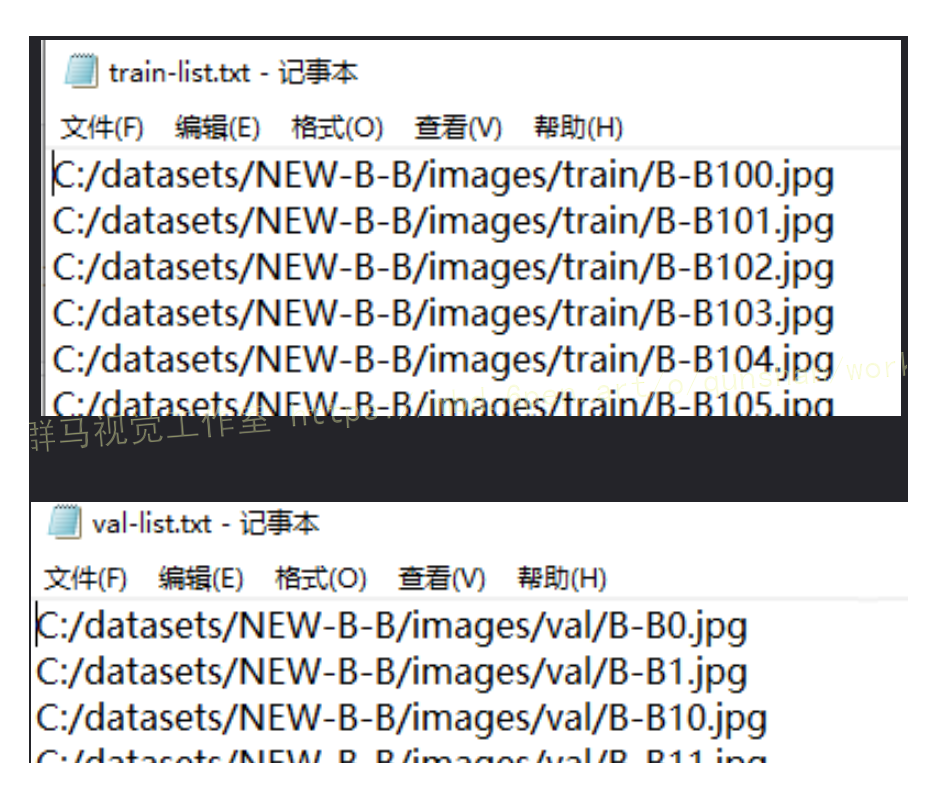 train-list.txt - 记事本
文件(F) 编辑(E) 格式(O) 查看(V) 帮助(H)
C:/datasets/NEW-B-B/images/train/B-B100.jpg
C:/datasets/NEW-B-B/images/train/B-B101.jpg
C:/datasets/NEW-B-B/images/train/B-B102.jpg
C:/datasets/NEW-B-B/images/train/B-B103.jpg
C:/datasets/NEW-B-B/images/train/B-B104.jpg
C:/datasets/NEW-B-B/images/train/B-B105.jpg
群马视觉工作室
val-list.txt - 记事本
文件(F) 编辑(E) 格式(O) 查看(V) 帮助(H)
C:/datasets/NEW-B-B/images/val/B-B0.jpg
C:/datasets/NEW-B-B/images/val/B-B1.jpg
C:/datasets/NEW-B-B/images/val/B-B10.jpg
C:/datasets/NEW-B-B/images/val/B-B11.jpg